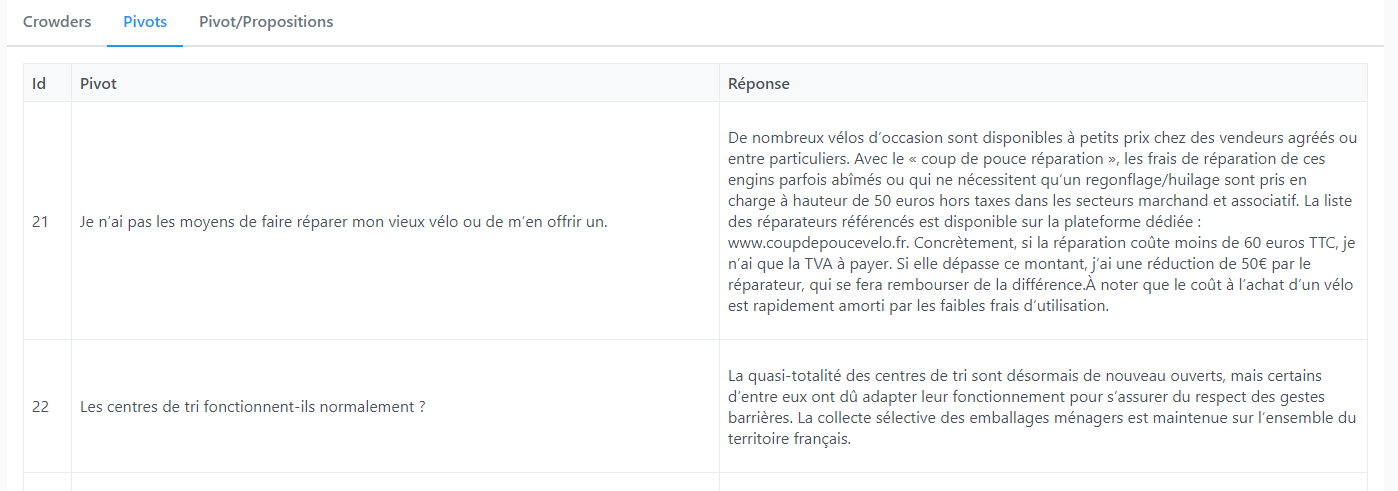 Crowders Pivots Pivot/Propositions
Id Pivot Réponse
21 Je n’ai pas les moyens de faire réparer mon vieux vélo ou de m’en offrir un.
De nombreux vélos d’occasion sont disponibles à petits prix chez des vendeurs agréés ou
entre particuliers. Avec le « coup de pouce réparation », les frais de réparation de ces
engins parfois abîmés ou qui ne nécessitent qu’un regonflage/huilage sont pris en
charge à hauteur de 50 euros hors taxes dans les secteurs marchand et associatif. La liste
des réparateurs référencés est disponible sur la plateforme dédiée :
www.coupdepoucevelo.fr. Concrètement, si la réparation coûte moins de 60 euros TTC, je
n’ai que la TVA à payer. Si elle dépasse ce montant, j’ai une réduction de 50€ par le
réparateur, qui se fera rembourser de la différence.À noter que le coût à l’achat d’un vélo
est rapidement amorti par les faibles frais d’utilisation.
22 Les centres de tri fonctionnent-ils normalement ?
La quasi-totalité des centres de tri sont désormais de nouveau ouverts, mais certains
d’entre eux ont dû adapter leur fonctionnement pour s’assurer du respect des gestes
barrières. La collecte sélective des emballages ménagers est maintenue sur l’ensemble du
territoire français.